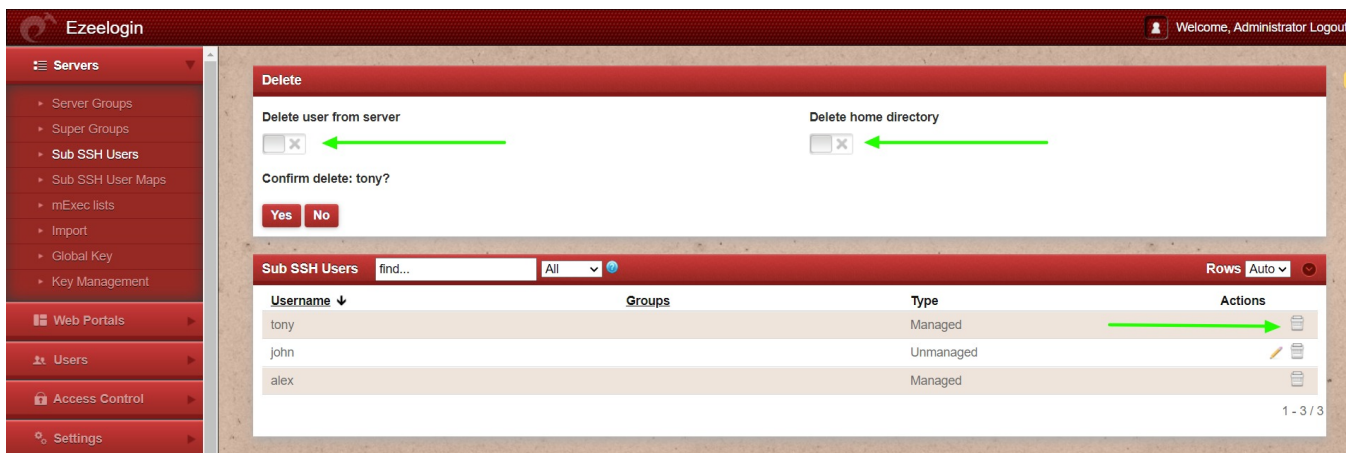 Ezeelogin
Welcome, Administrator Logout
Servers
Server Groups
Super Groups
Sub SSH Users
Sub SSH User Maps
mExec lists
Import
Global Key
Key Management
Web Portals
Users
Access Control
Settings
Delete
Delete user from server Delete home directory
Confirm delete: tony?
Yes No
Sub SSH Users find... All Rows Auto
Username Groups Type Actions
tony Managed
john Unmanaged
alex Managed
1 - 3 / 3